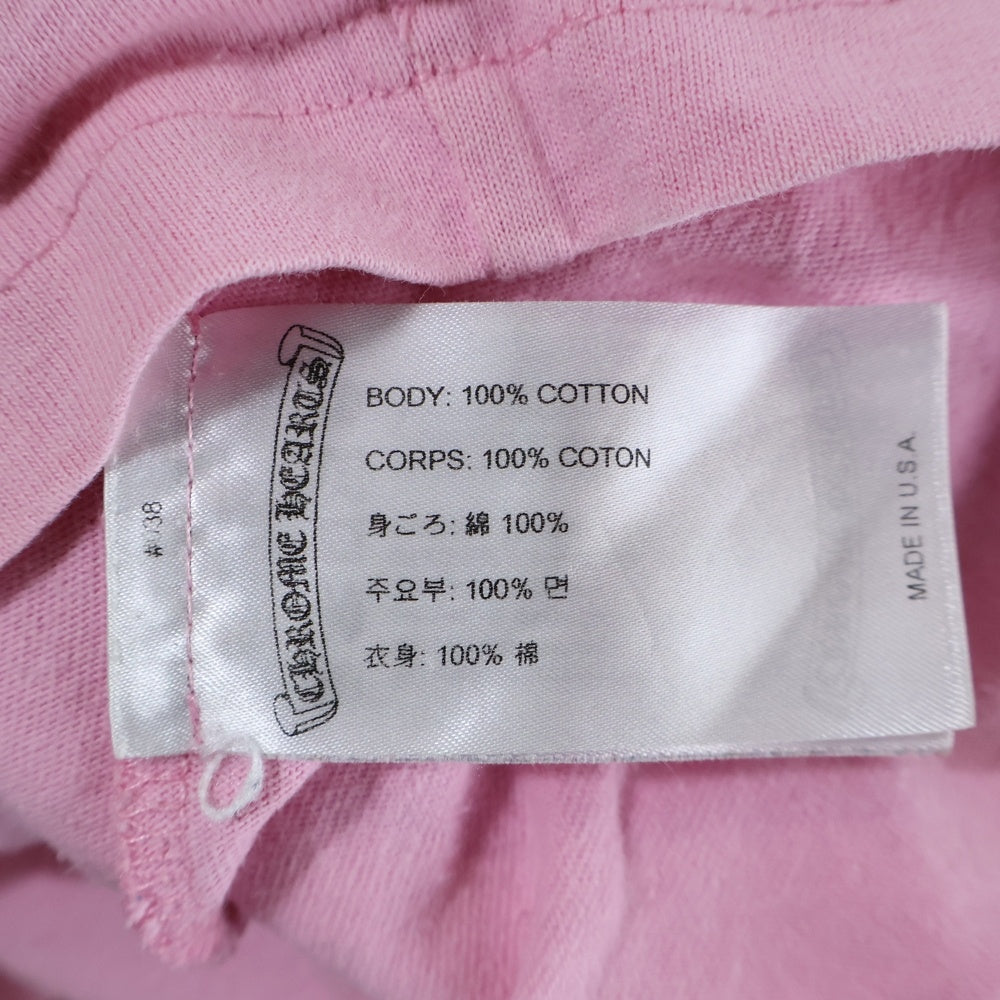 CHROME HEARTS
BODY: 100% COTTON
CORPS: 100% COTON
身ごろ: 綿 100%
주요부: 100% 면
衣身: 100% 棉
MADE IN U.S.A.